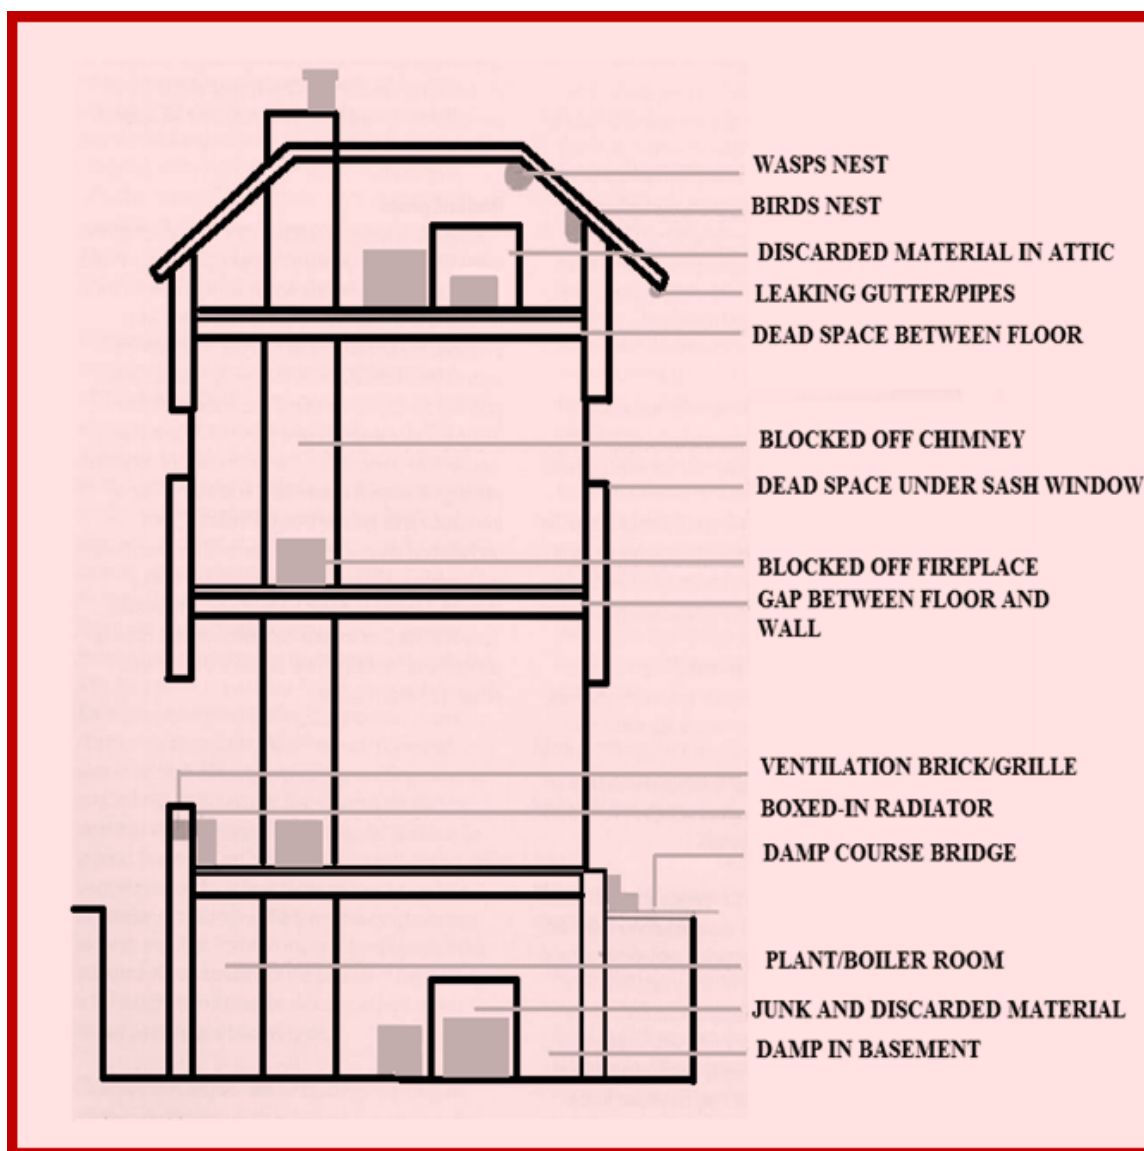 WASPS NEST
BIRDS NEST
DISCARDED MATERIAL IN ATTIC
LEAKING GUTTER/PIPES
DEAD SPACE BETWEEN FLOOR
BLOCKED OFF CHIMNEY
DEAD SPACE UNDER SASH WINDOW
BLOCKED OFF FIREPLACE
GAP BETWEEN FLOOR AND
WALL
VENTILATION BRICK/GRILLE
BOXED-IN RADIATOR
DAMP COURSE BRIDGE
PLANT/BOILER ROOM
JUNK AND DISCARDED MATERIAL
DAMP IN BASEMENT